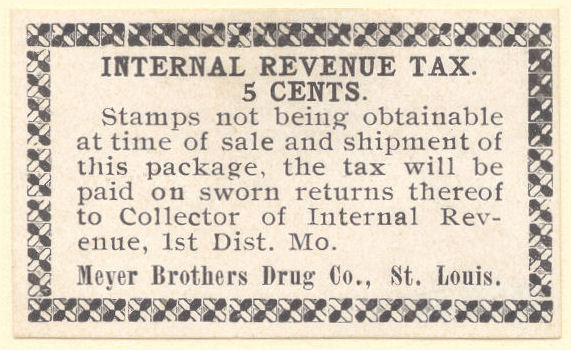 INTERNAL REVENUE TAX.
5 CENTS.
Stamps not being obtainable
at time of sale and shipment of
this package, the tax will be
paid on sworn returns thereof
to Collector of Internal Rev-
enue, 1st Dist. Mo.
Meyer Brothers Drug Co., St. Louis.